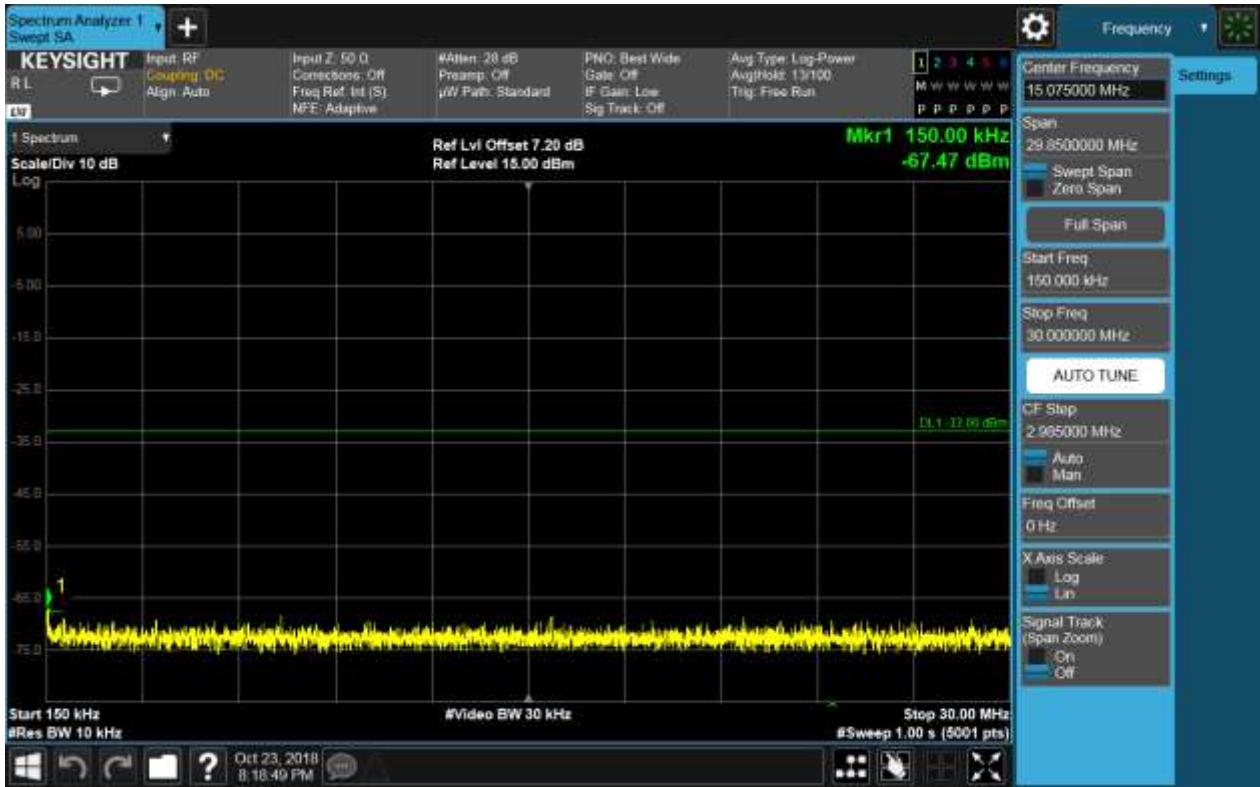 Spectrum Analyzer 1
Swept SA
+
Frequency
KEYSIGHT
R L
Input: RF
Coupling: DC
Align: Auto
Input Z: 50 Ω
Corrections: Off
Freq Ref: Int (S)
NFE: Adaptive
#Atten: 28 dB
Preamp: Off
µW Path: Standard
PNO: Best Wide
Gate: Off
IF Gain: Low
Sig Track: Off
Avg Type: Log-Power
Avg|Hold: 13/100
Trig: Free Run
1 2 3 4 5 6
M W W W W W
P P P P P P
1 Spectrum
Scale/Div 10 dB
Log
Ref Lvl Offset 7.20 dB
Ref Level 15.00 dBm
Mkr1 150.00 kHz
-67.47 dBm
5.00
-5.00
-15.0
-25.0
DL1 -33.00 dBm
-35.0
-45.0
-55.0
1
-65.0
-75.0
Start 150 kHz
#Video BW 30 kHz
Stop 30.00 MHz
#Res BW 10 kHz
#Sweep 1.00 s (5001 pts)
?
Oct 23, 2018
8:18:49 PM
Center Frequency
15.075000 MHz
Settings
Span
29.8500000 MHz
Swept Span
Zero Span
Full Span
Start Freq
150.000 kHz
Stop Freq
30.000000 MHz
AUTO TUNE
CF Step
2.985000 MHz
Auto
Man
Freq Offset
0 Hz
X Axis Scale
Log
Lin
Signal Track
(Span Zoom)
On
Off